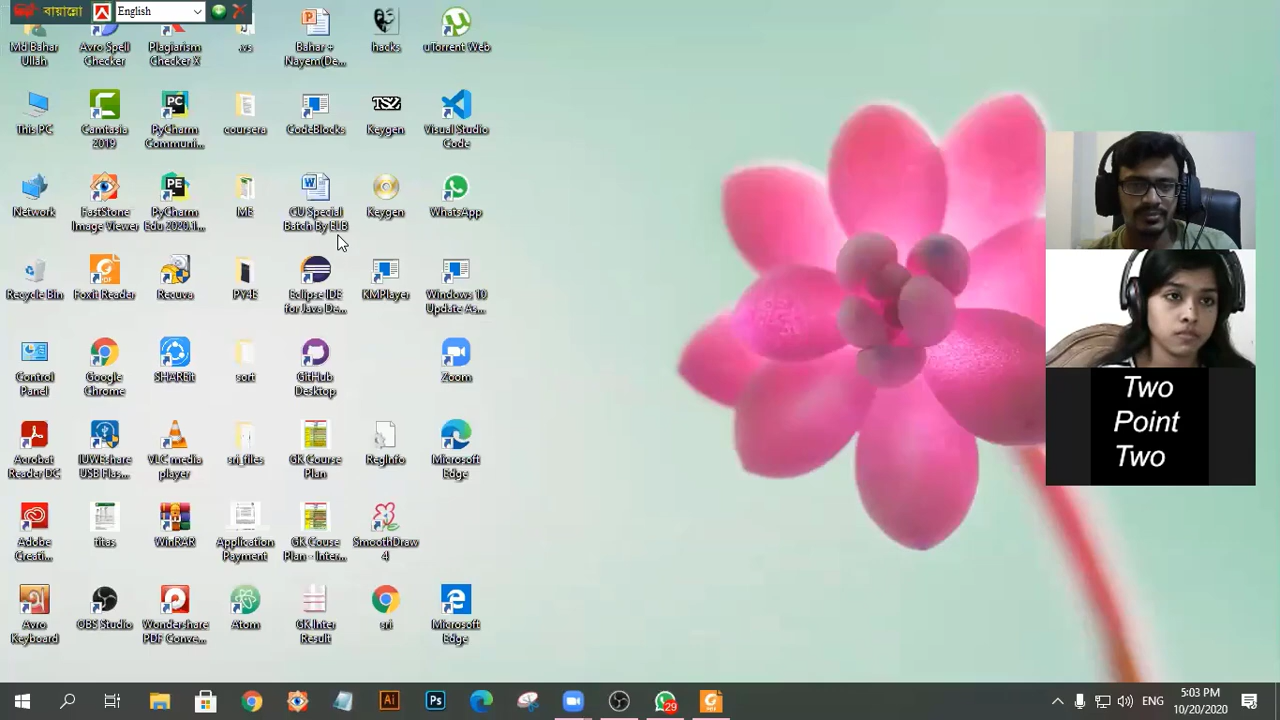 বায়ান্নো
English
Md Bahar
Ullah
Avro Spell
Checker
Plagiarism
Checker X
.vs
Bahar +
Nayem(De...
hacks
uTorrent Web
This PC
Camtasia
2019
PyCharm
Communi...
coursera
CodeBlocks
Keygen
Visual Studio
Code
Network
FastStone
Image Viewer
PyCharm
Edu 2020.1...
ME
CU Special
Batch By EIB
Keygen
WhatsApp
Recycle Bin
Foxit Reader
Recuva
PY4E
Eclipse IDE
for Java De...
KMPlayer
Windows 10
Update As...
Control
Panel
Google
Chrome
SHAREit
sort
GitHub
Desktop
Zoom
Acrobat
Reader DC
IUWEshare
USB Flas...
VLC media
player
sri_files
GK Course
Plan
RegInfo
Microsoft
Edge
Adobe
Creati...
titas
WinRAR
Application
Payment
GK Couse
Plan - Inter...
SmoothDraw
4
Avro
Keyboard
OBS Studio
Wondershare
PDF Conve...
Atom
GK Inter
Result
sri
Microsoft
Edge
Two
Point
Two
29
ENG
5:03 PM
10/20/2020